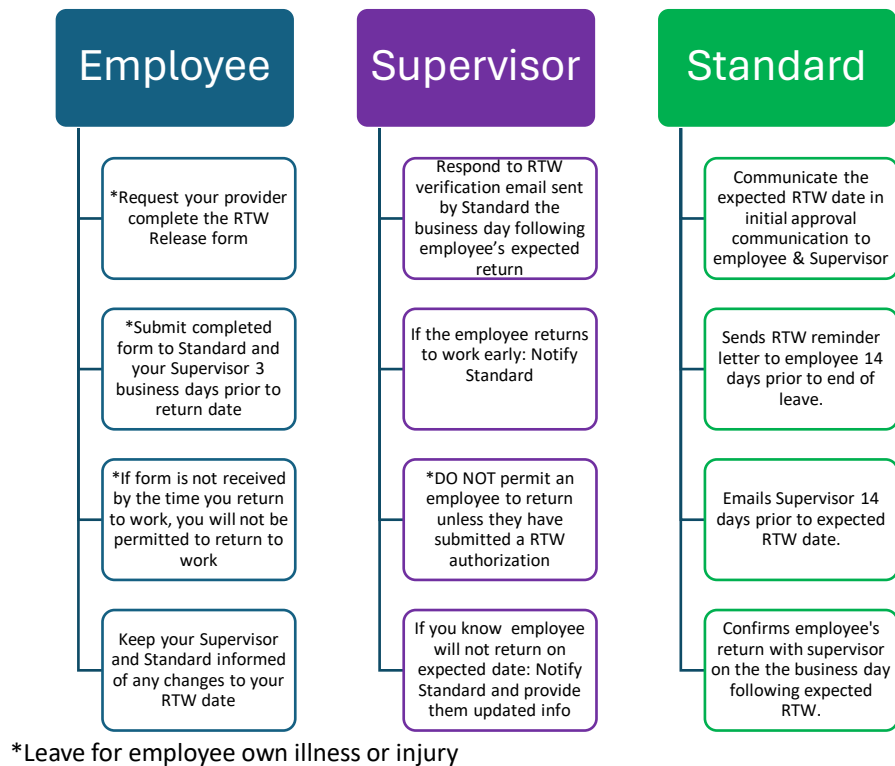 Employee
*Request your provider
complete the RTW
Release form
*Submit completed
form to Standard and
your Supervisor 3
business days prior to
return date
*If form is not received
by the time you return
to work, you will not be
permitted to return to
work
Keep your Supervisor
and Standard informed
of any changes to your
RTW date
Supervisor
Respond to RTW
verification email sent
by Standard the
business day following
employee’s expected
return
If the employee returns
to work early: Notify
Standard
*DO NOT permit an
employee to return
unless they have
submitted a RTW
authorization
If you know employee
will not return on
expected date: Notify
Standard and provide
them updated info
Standard
Communicate the
expected RTW date in
initial approval
communication to
employee & Supervisor
Sends RTW reminder
letter to employee 14
days prior to end of
leave.
Emails Supervisor 14
days prior to expected
RTW date.
Confirms employee's
return with supervisor
on the the business day
following expected
RTW.
*Leave for employee own illness or injury